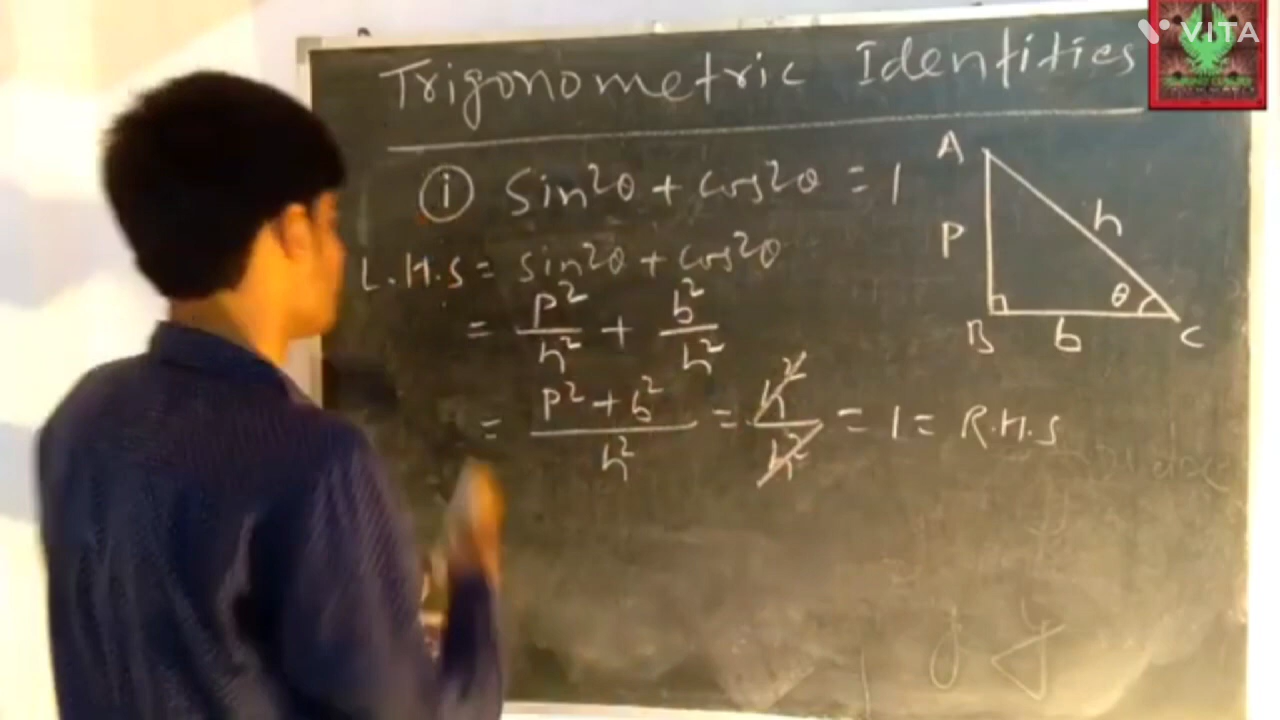 VITA
Trigonometric Identities
i Sin²θ + Cos²θ = 1
L.H.S = Sin²θ + Cos²θ
= P²/h² + b²/h²
= P² + b²/h² = h²/h² = 1 = R.H.S
A
P
h
θ
B
b
C